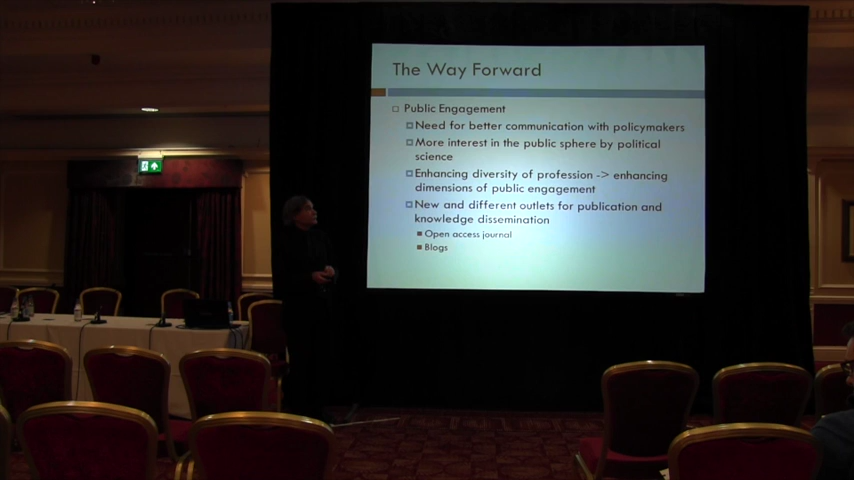 The Way Forward
Public Engagement
Need for better communication with policymakers
More interest in the public sphere by political
science
Enhancing diversity of profession -> enhancing
dimensions of public engagement
New and different outlets for publication and
knowledge dissemination
Open access journal
Blogs